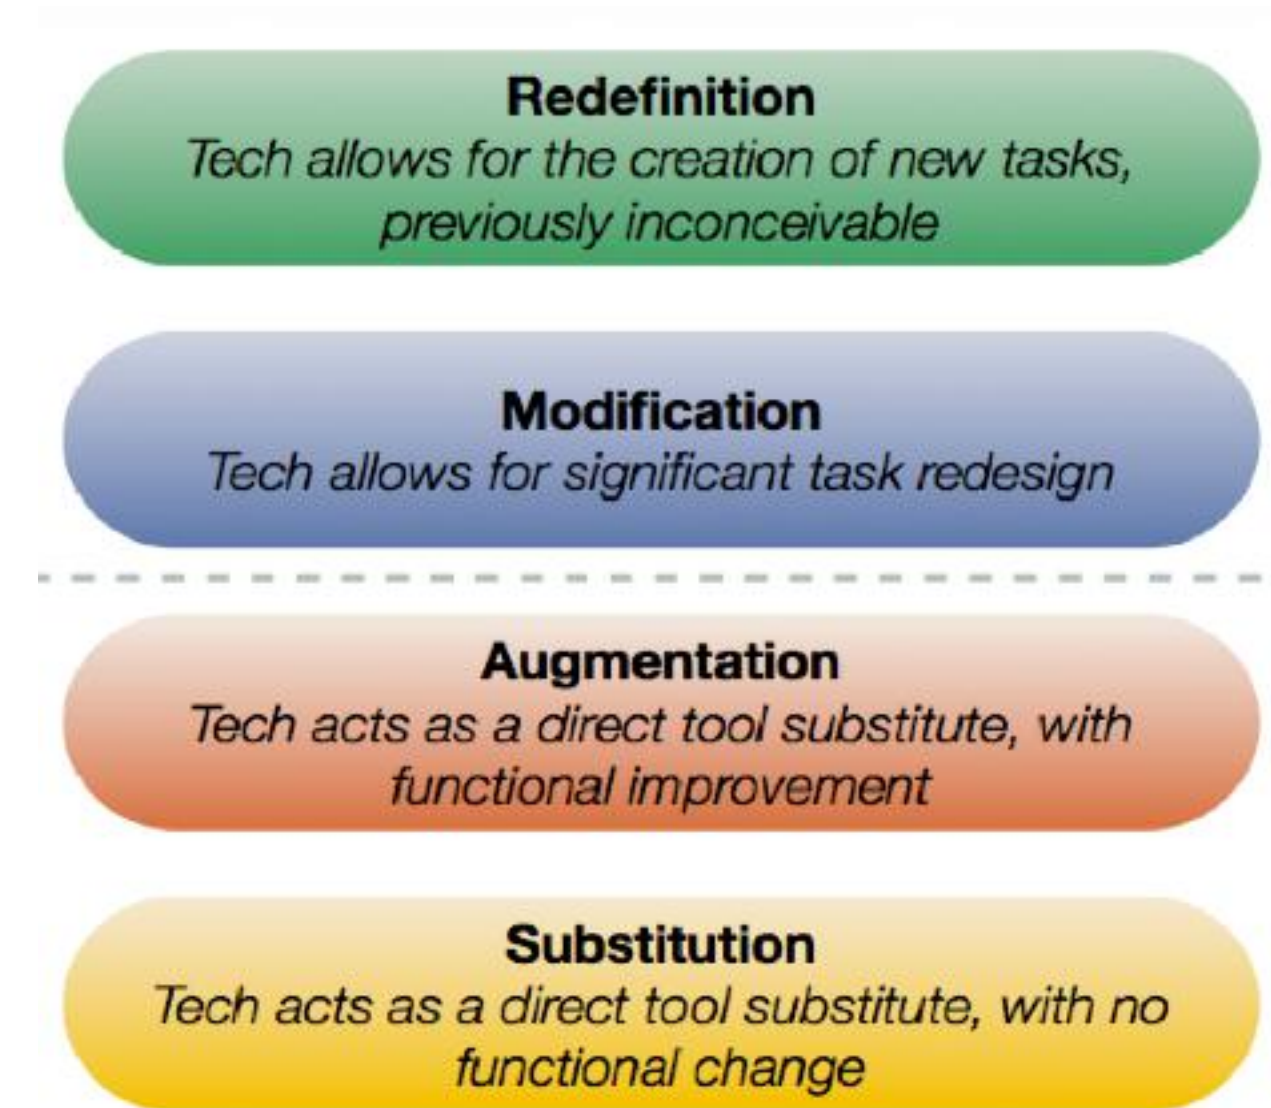 Redefinition
Tech allows for the creation of new tasks,
previously inconceivable
Modification
Tech allows for significant task redesign
Augmentation
Tech acts as a direct tool substitute, with
functional improvement
Substitution
Tech acts as a direct tool substitute, with no
functional change